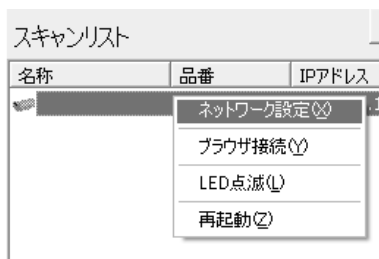 スキャンリスト
名称 品番 IPアドレス
ネットワーク設定(X)
ブラウザ接続(Y)
LED点滅(L)
再起動(Z)